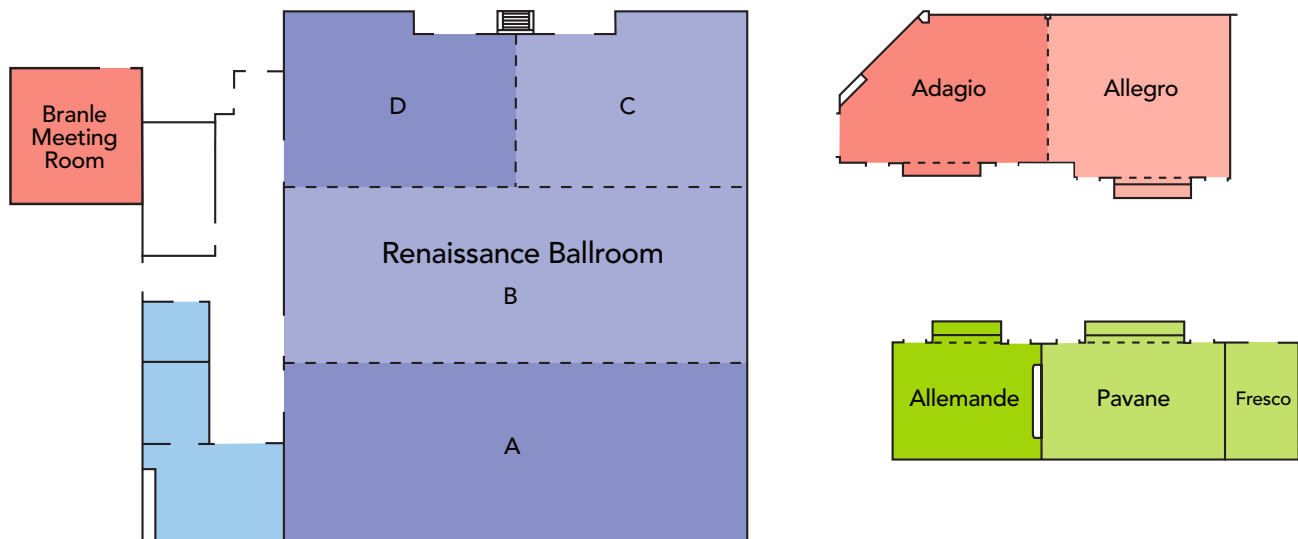 Branle
Meeting
Room
D
C
Renaissance Ballroom
B
A
Adagio
Allegro
Allemande
Pavane
Fresco